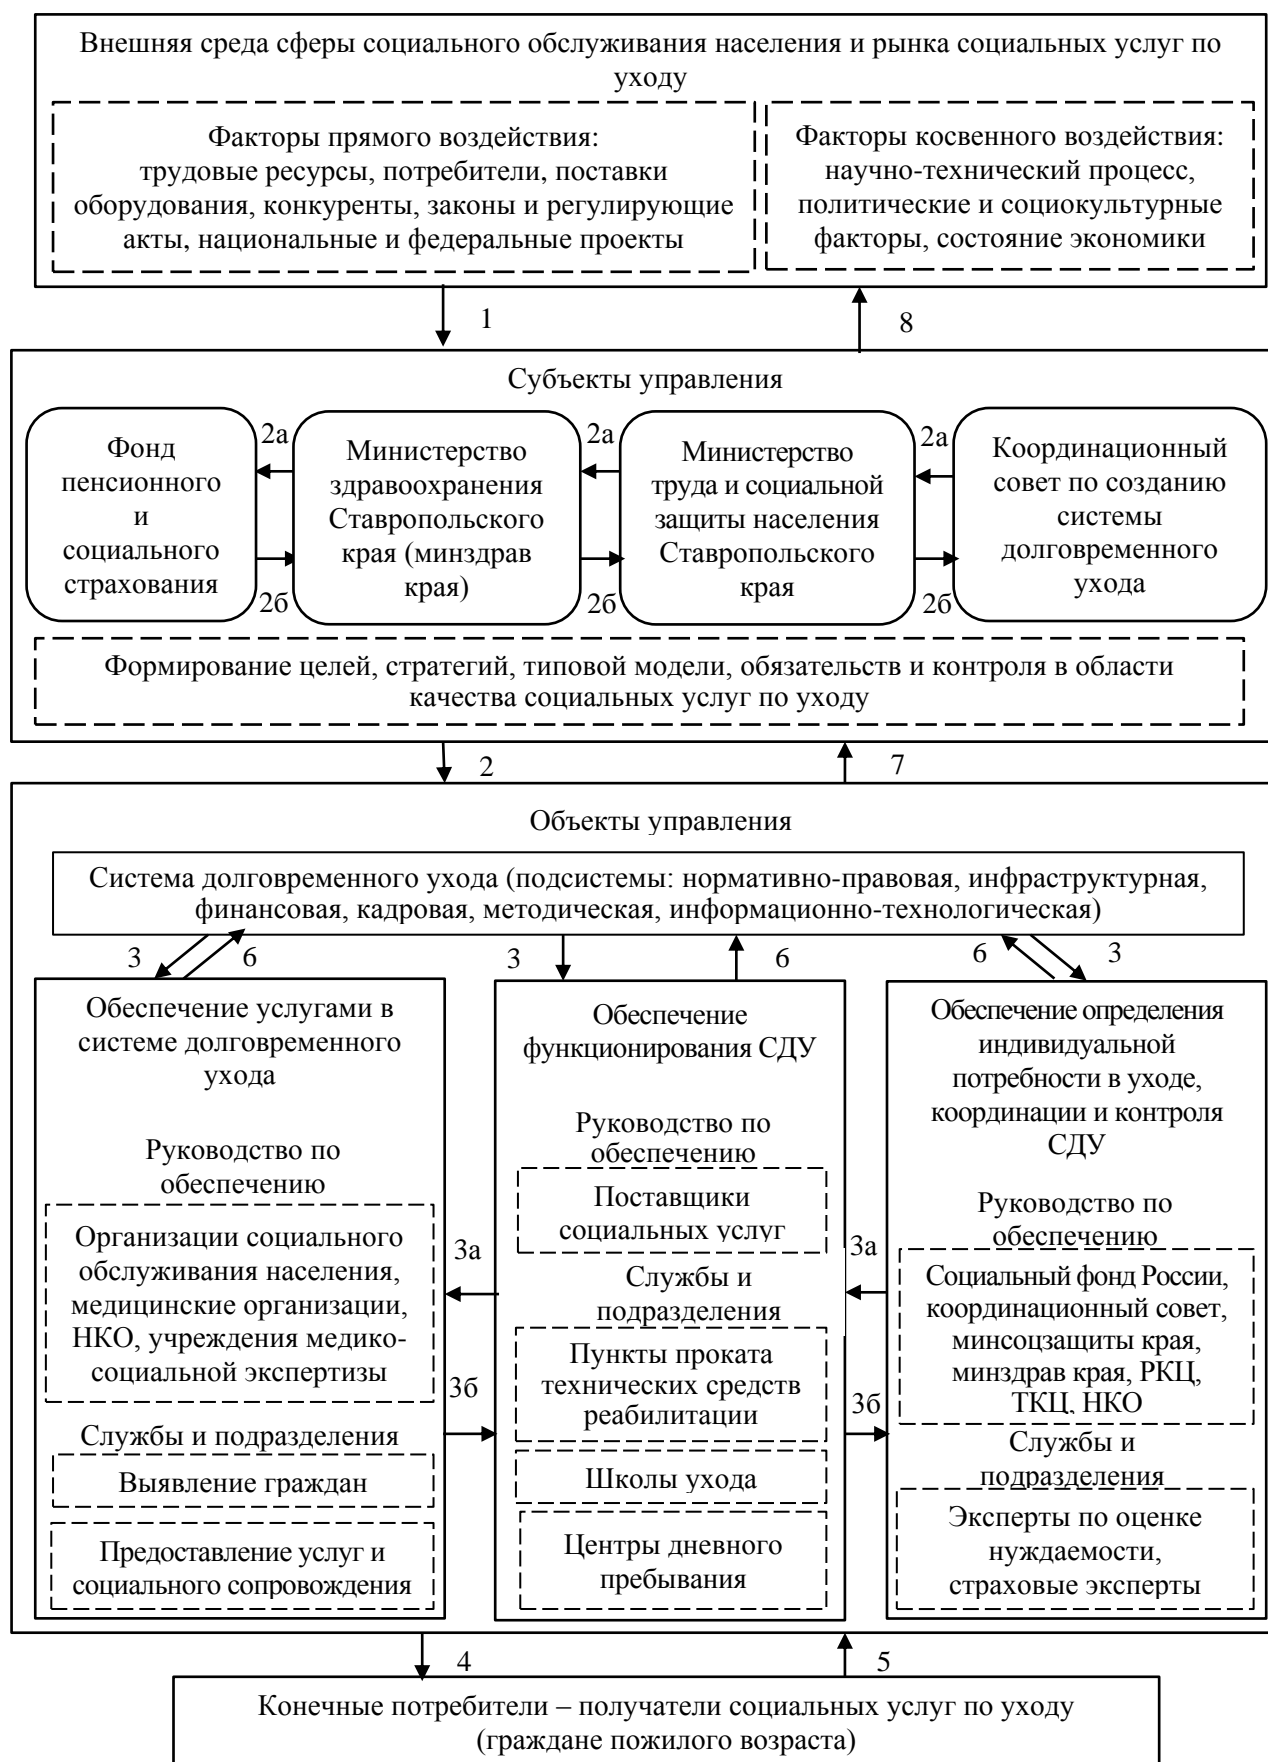 Внешняя среда сферы социального обслуживания населения и рынка социальных услуг по
уходу
Факторы прямого воздействия:
трудовые ресурсы, потребители, поставки
оборудования, конкуренты, законы и регулирующие
акты, национальные и федеральные проекты
Факторы косвенного воздействия:
научно-технический процесс,
политические и социокультурные
факторы, состояние экономики
1
8
Субъекты управления
Фонд
пенсионного
и
социального
страхования
2а
2б
Министерство
здравоохранения
Ставропольского
края (минздрав
края)
2а
2б
Министерство
труда и социальной
защиты населения
Ставропольского
края
2а
2б
Координационный
совет по созданию
системы
долговременного
ухода
Формирование целей, стратегий, типовой модели, обязательств и контроля в области
качества социальных услуг по уходу
2
7
Объекты управления
Система долговременного ухода (подсистемы: нормативно-правовая, инфраструктурная,
финансовая, кадровая, методическая, информационно-технологическая)
3
6
3
6
6
3
Обеспечение услугами в
системе долговременного
ухода
Руководство по
обеспечению
Организации социального
обслуживания населения,
медицинские организации,
НКО, учреждения медико-
социальной экспертизы
Службы и подразделения
Выявление граждан
Предоставление услуг и
социального сопровождения
3а
3б
Обеспечение
функционирования СДУ
Руководство по
обеспечению
Поставщики
социальных услуг
Службы и
подразделения
Пункты проката
технических средств
реабилитации
Школы ухода
Центры дневного
пребывания
3а
3б
Обеспечение определения
индивидуальной
потребности в уходе,
координации и контроля
СДУ
Руководство по
обеспечению
Социальный фонд России,
координационный совет,
минсоцзащиты края,
минздрав края, РКЦ,
ТКЦ, НКО
Службы и
подразделения
Эксперты по оценке
нуждаемости,
страховые эксперты
4
5
Конечные потребители – получатели социальных услуг по уходу
(граждане пожилого возраста)